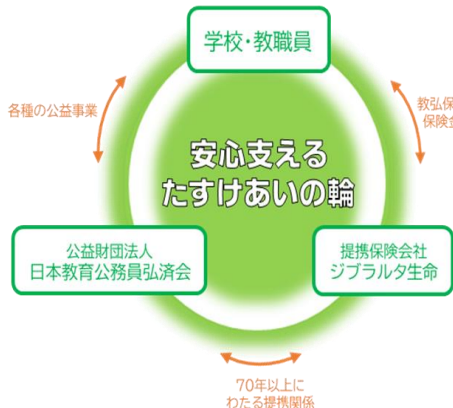 学校・教職員
各種の公益事業
教弘保
保険金
安心支える
たすけあいの輪
公益財団法人
日本教育公務員弘済会
提携保険会社
ジブラルタ生命
70年以上に
わたる提携関係